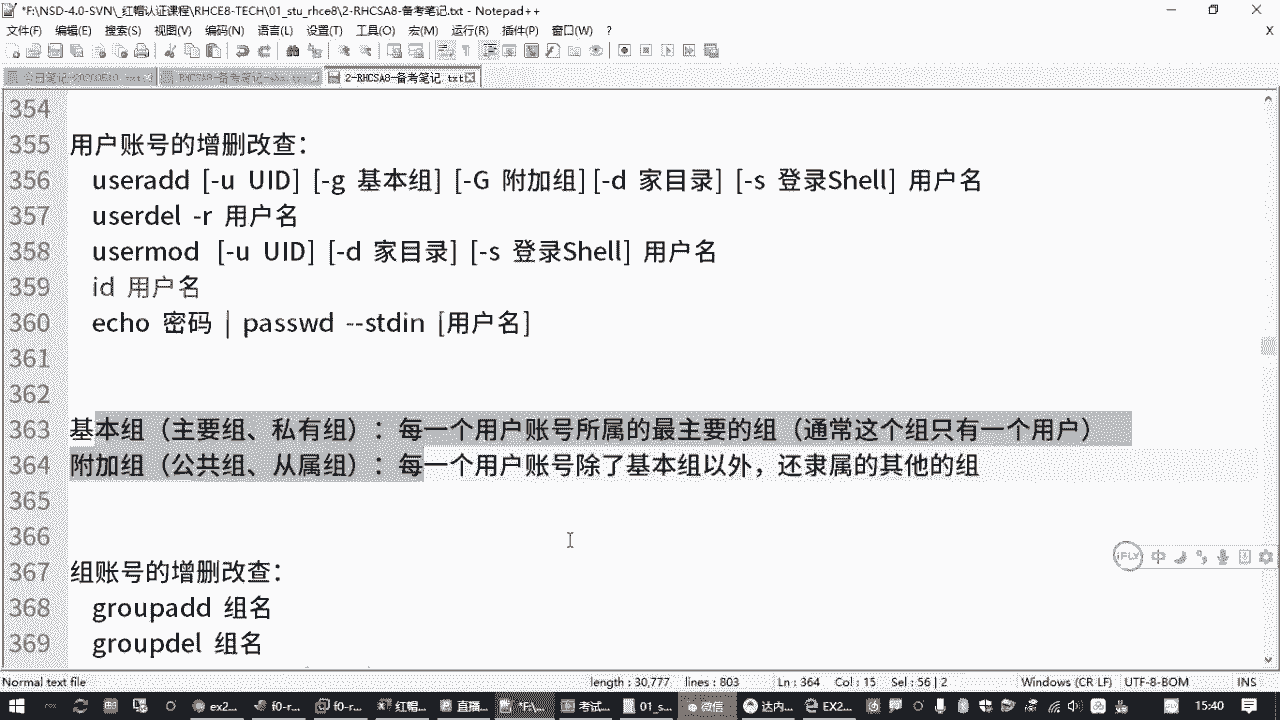 *F:\NSD-4.0-SVN\_红帽认证课程\RHCE8-TECH\01_stu_rhce8\2-RHCSA8-备考笔记.txt - Notepad++
文件(F) 编辑(E) 搜索(S) 视图(V) 编码(N) 语言(L) 设置(T) 工具(O) 宏(M) 运行(R) 插件(P) 窗口(W) ? X
2-RHCSA8-备考笔记.txt
354
355 用户账号的增删改查：
356 useradd [-u UID] [-g 基本组] [-G 附加组][-d 家目录] [-s 登录Shell] 用户名
357 userdel -r 用户名
358 usermod [-u UID] [-d 家目录] [-s 登录Shell] 用户名
359 id 用户名
360 echo 密码 | passwd --stdin [用户名]
361
362
363 基本组（主要组、私有组）：每一个用户账号所属的最主要的组（通常这个组只有一个用户）
364 附加组（公共组、从属组）：每一个用户账号除了基本组以外，还隶属的其他的组
365
366
367 组账号的增删改查：
368 groupadd 组名
369 groupdel 组名
iFLY 中
Normal text file length : 30,777 lines : 803 Ln : 364 Col : 15 Sel : 56 | 2 Windows (CR LF) UTF-8-BOM INS
ex2... f0-r... f0-r... 红帽... 直播... *F:\... 考试... 01_s... 微信 达内... EX2... 15:40